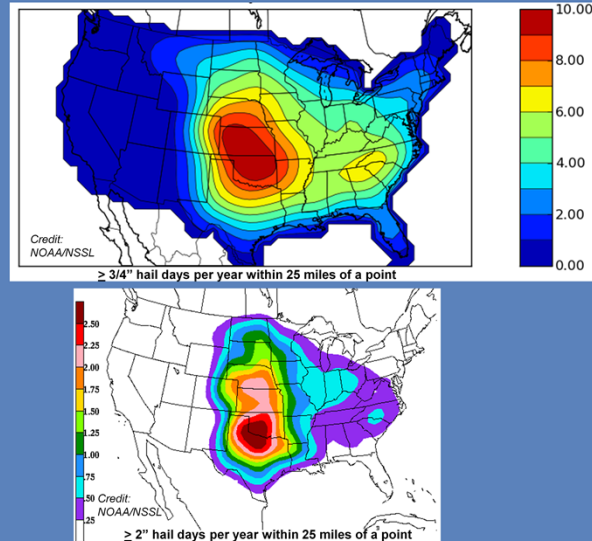 10.00
8.00
6.00
4.00
2.00
0.00
Credit:
NOAA/NSSL
≥ 3/4” hail days per year within 25 miles of a point
2.50
2.25
2.00
1.75
1.50
1.25
1.00
.75
.50
.25
Credit:
NOAA/NSSL
≥ 2” hail days per year within 25 miles of a point